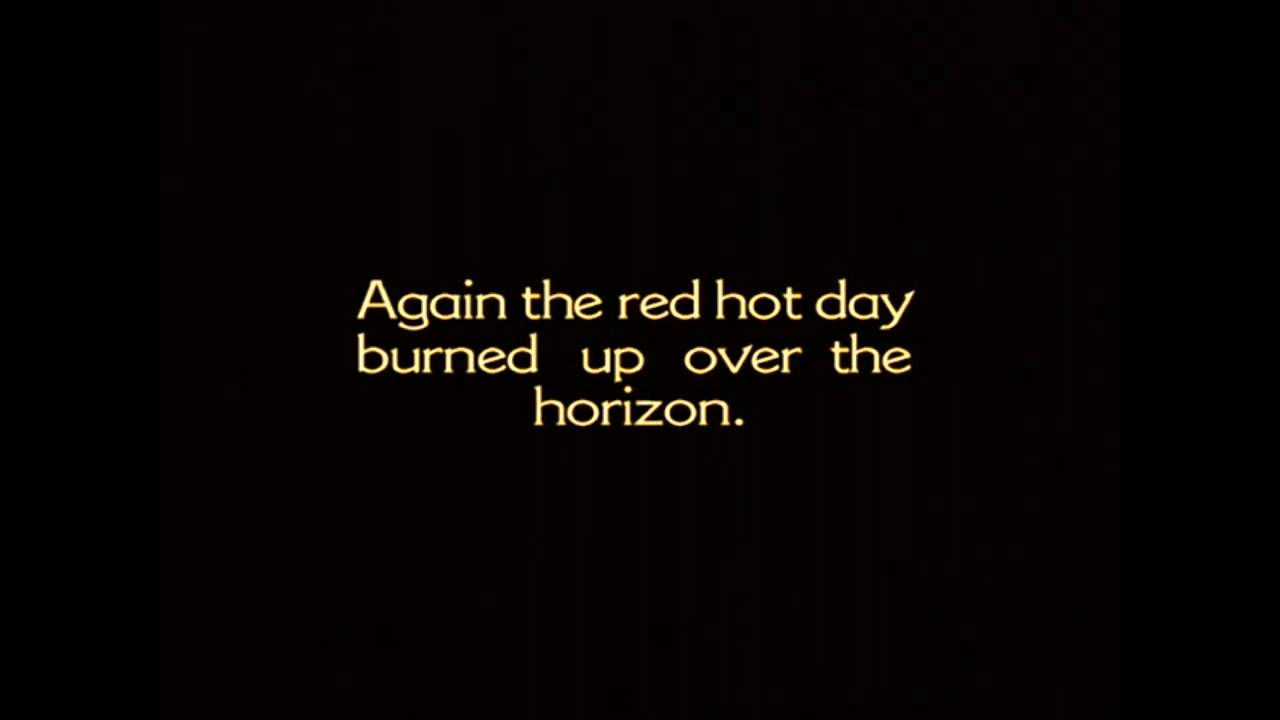 Again the red hot day
burned up over the
horizon.